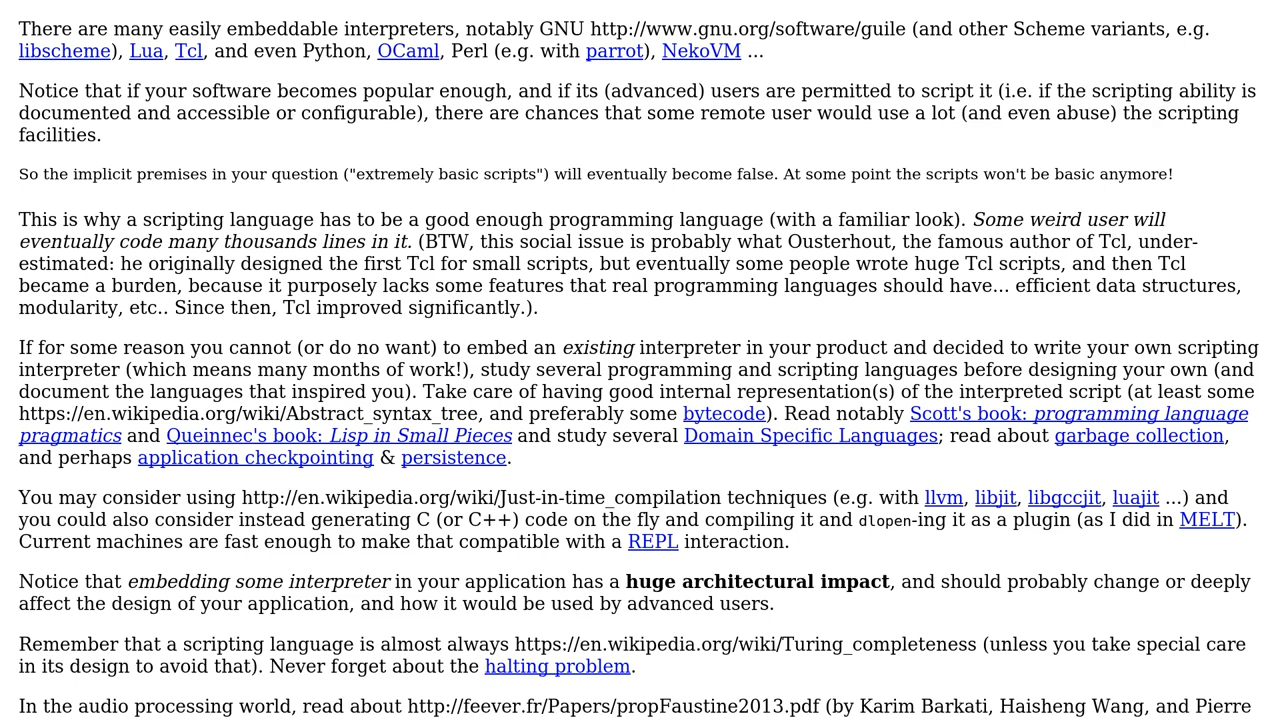 There are many easily embeddable interpreters, notably GNU http://www.gnu.org/software/guile (and other Scheme variants, e.g.
libscheme), Lua, Tcl, and even Python, OCaml, Perl (e.g. with parrot), NekoVM ...
Notice that if your software becomes popular enough, and if its (advanced) users are permitted to script it (i.e. if the scripting ability is
documented and accessible or configurable), there are chances that some remote user would use a lot (and even abuse) the scripting
facilities.
So the implicit premises in your question ("extremely basic scripts") will eventually become false. At some point the scripts won't be basic anymore!
This is why a scripting language has to be a good enough programming language (with a familiar look). Some weird user will
eventually code many thousands lines in it. (BTW, this social issue is probably what Ousterhout, the famous author of Tcl, under-
estimated: he originally designed the first Tcl for small scripts, but eventually some people wrote huge Tcl scripts, and then Tcl
became a burden, because it purposely lacks some features that real programming languages should have... efficient data structures,
modularity, etc.. Since then, Tcl improved significantly.).
If for some reason you cannot (or do no want) to embed an existing interpreter in your product and decided to write your own scripting
interpreter (which means many months of work!), study several programming and scripting languages before designing your own (and
document the languages that inspired you). Take care of having good internal representation(s) of the interpreted script (at least some
https://en.wikipedia.org/wiki/Abstract_syntax_tree, and preferably some bytecode). Read notably Scott's book: programming language
pragmatics and Queinnec's book: Lisp in Small Pieces and study several Domain Specific Languages; read about garbage collection,
and perhaps application checkpointing & persistence.
You may consider using http://en.wikipedia.org/wiki/Just-in-time_compilation techniques (e.g. with llvm, libjit, libgccjit, luajit ...) and
you could also consider instead generating C (or C++) code on the fly and compiling it and dlopen-ing it as a plugin (as I did in MELT).
Current machines are fast enough to make that compatible with a REPL interaction.
Notice that embedding some interpreter in your application has a huge architectural impact, and should probably change or deeply
affect the design of your application, and how it would be used by advanced users.
Remember that a scripting language is almost always https://en.wikipedia.org/wiki/Turing_completeness (unless you take special care
in its design to avoid that). Never forget about the halting problem.
In the audio processing world, read about http://feever.fr/Papers/propFaustine2013.pdf (by Karim Barkati, Haisheng Wang, and Pierre